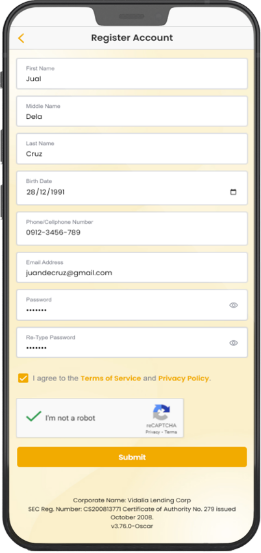 Register Account
First Name
Jual
Middle Name
Dela
Last Name
Cruz
Birth Date
28/12/1991
Phone/Cellphone Number
0912-3456-789
Email Address
juandecruz@gmail.com
Password
•••••••
Re-Type Password
•••••••
I agree to the Terms of Service and Privacy Policy.
I'm not a robot
reCAPTCHA
Privacy - Terms
Submit
Corporate Name: Vidalia Lending Corp
SEC Reg. Number: CS200813771 Certificate of Authority No. 279 Issued
October 2008.
v3.76.0-Oscar